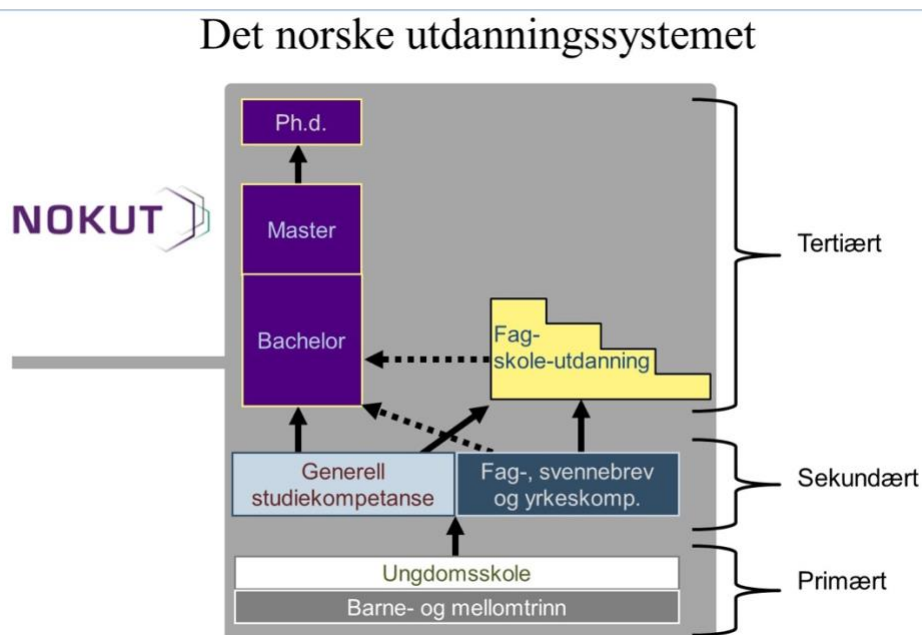 Det norske utdanningssystemet
Ph.d.
NOKUT
Master
Tertiært
Bachelor
Fag-
skole-utdanning
Generell
studiekompetanse
Fag-, svennebrev
og yrkeskomp.
Sekundært
Ungdomsskole
Barne- og mellomtrinn
Primært